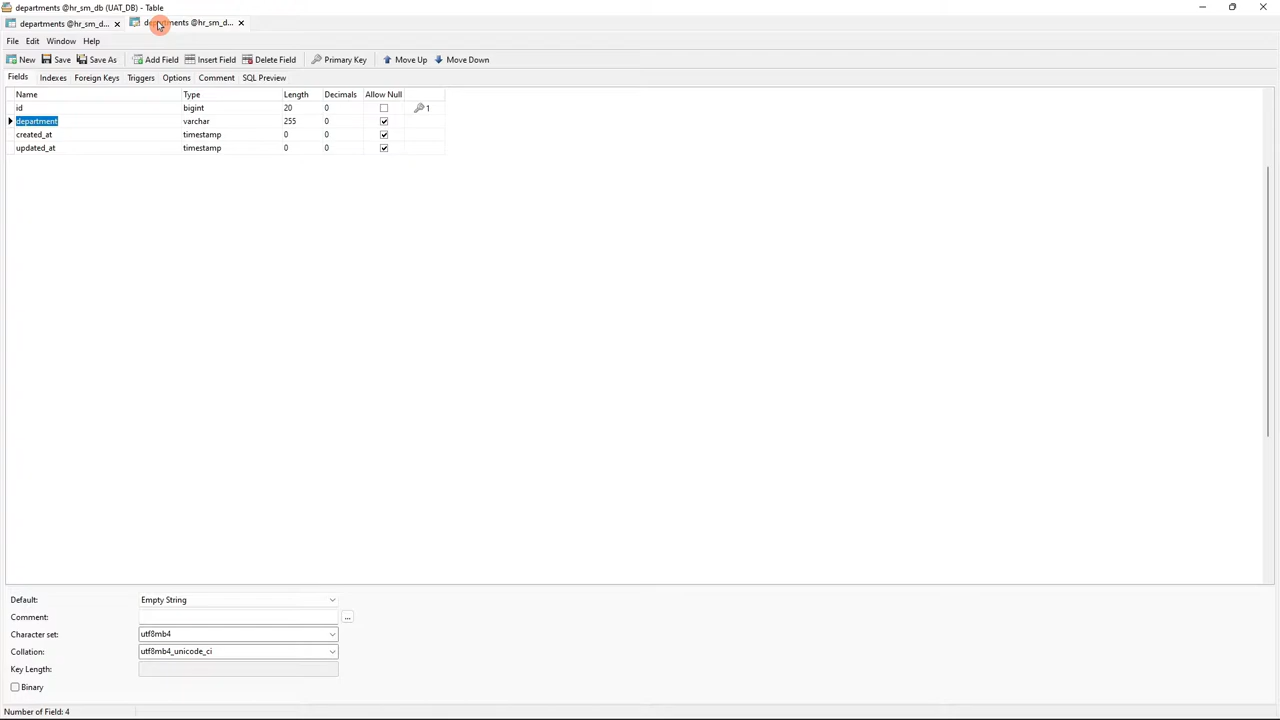 departments @hr_sm_db (UAT_DB) - Table
departments @hr_sm_d... departments @hr_sm_d...
File Edit Window Help
New Save Save As Add Field Insert Field Delete Field Primary Key Move Up Move Down
Fields Indexes Foreign Keys Triggers Options Comment SQL Preview
Name Type Length Decimals Allow Null
id bigint 20 0 1
department varchar 255 0
created_at timestamp 0 0
updated_at timestamp 0 0
Default: Empty String
Comment: ...
Character set: utf8mb4
Collation: utf8mb4_unicode_ci
Key Length:
Binary
Number of Field: 4